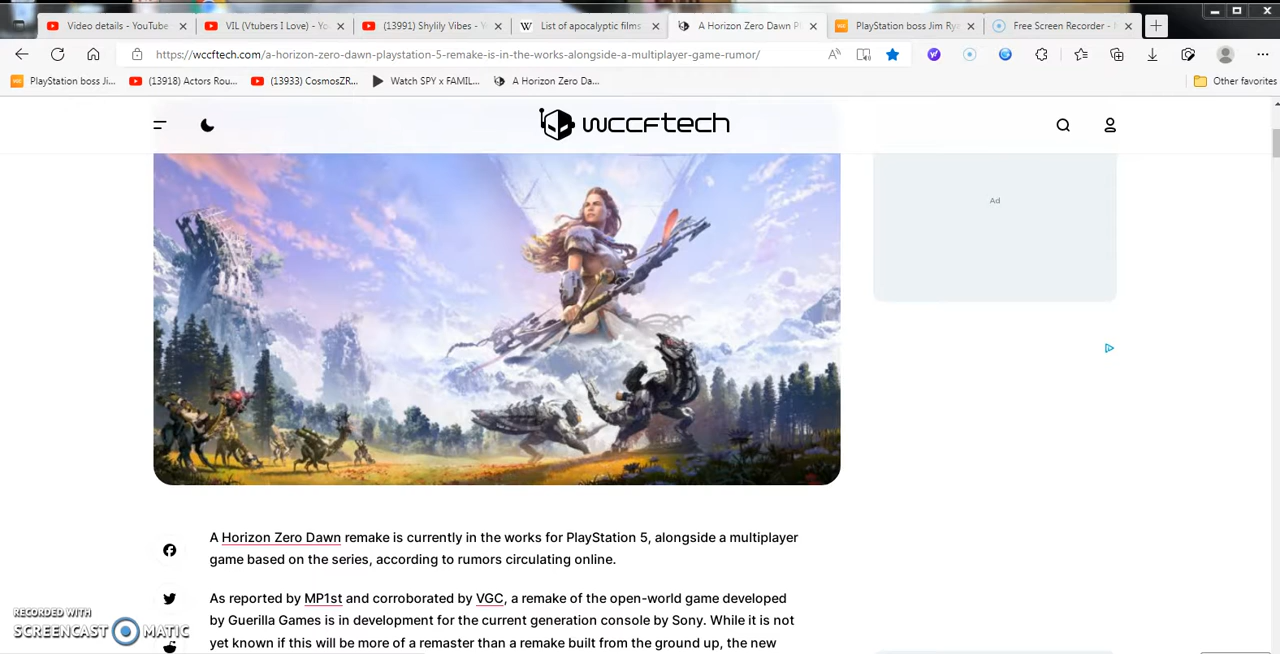 Video details - YouTube
VIL (Vtubers I Love) - Yo
(13991) Shylily Vibes - Y
List of apocalyptic films
A Horizon Zero Dawn Pl
PlayStation boss Jim Rya
Free Screen Recorder -
https://wccftech.com/a-horizon-zero-dawn-playstation-5-remake-is-in-the-works-alongside-a-multiplayer-game-rumor/
PlayStation boss Ji...
(13918) Actors Rou...
(13933) CosmosZR...
Watch SPY x FAMIL...
A Horizon Zero Da...
Other favorites
wccftech
Ad
A Horizon Zero Dawn remake is currently in the works for PlayStation 5, alongside a multiplayer
game based on the series, according to rumors circulating online.
As reported by MP1st and corroborated by VGC, a remake of the open-world game developed
by Guerilla Games is in development for the current generation console by Sony. While it is not
yet known if this will be more of a remaster than a remake built from the ground up, the new
RECORDED WITH
SCREENCAST MATIC